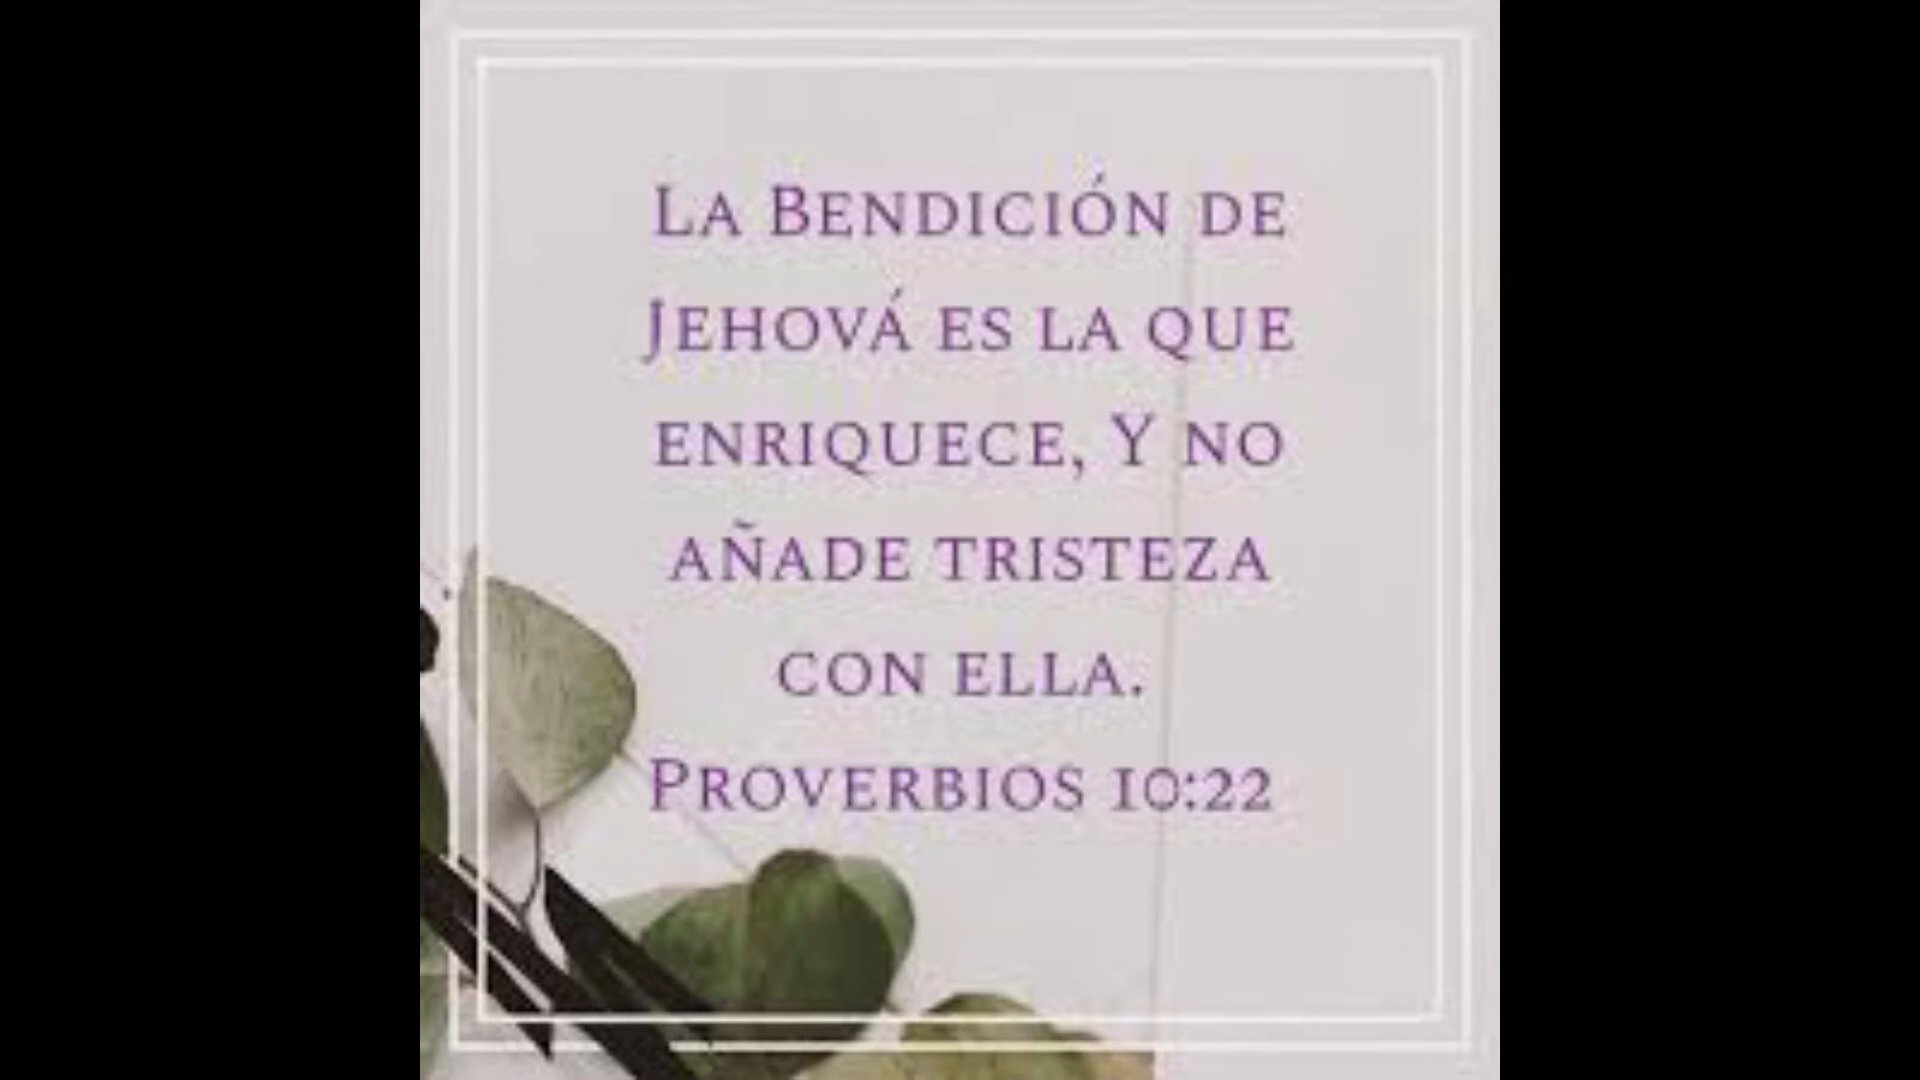 La Bendición de
Jehová es la que
enriquece, Y no
añade tristeza
con ella.
Proverbios 10:22